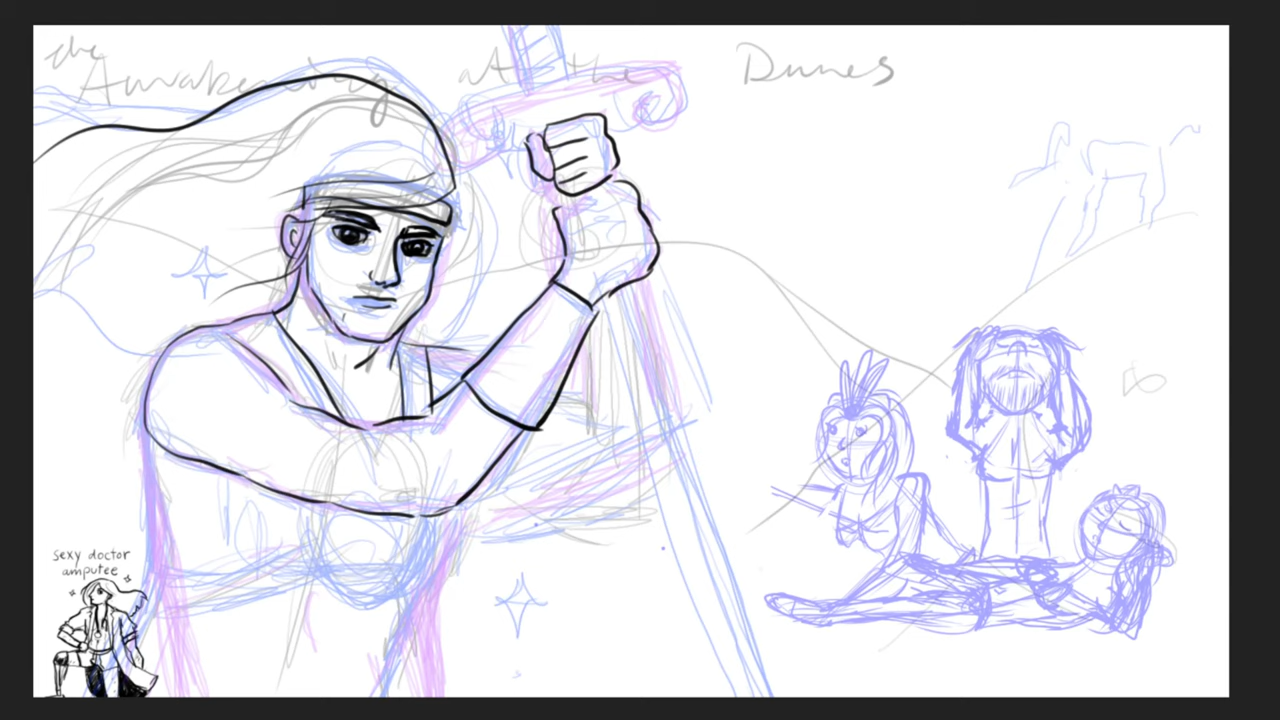 the
Awakening at the Dunes
sexy doctor
amputee